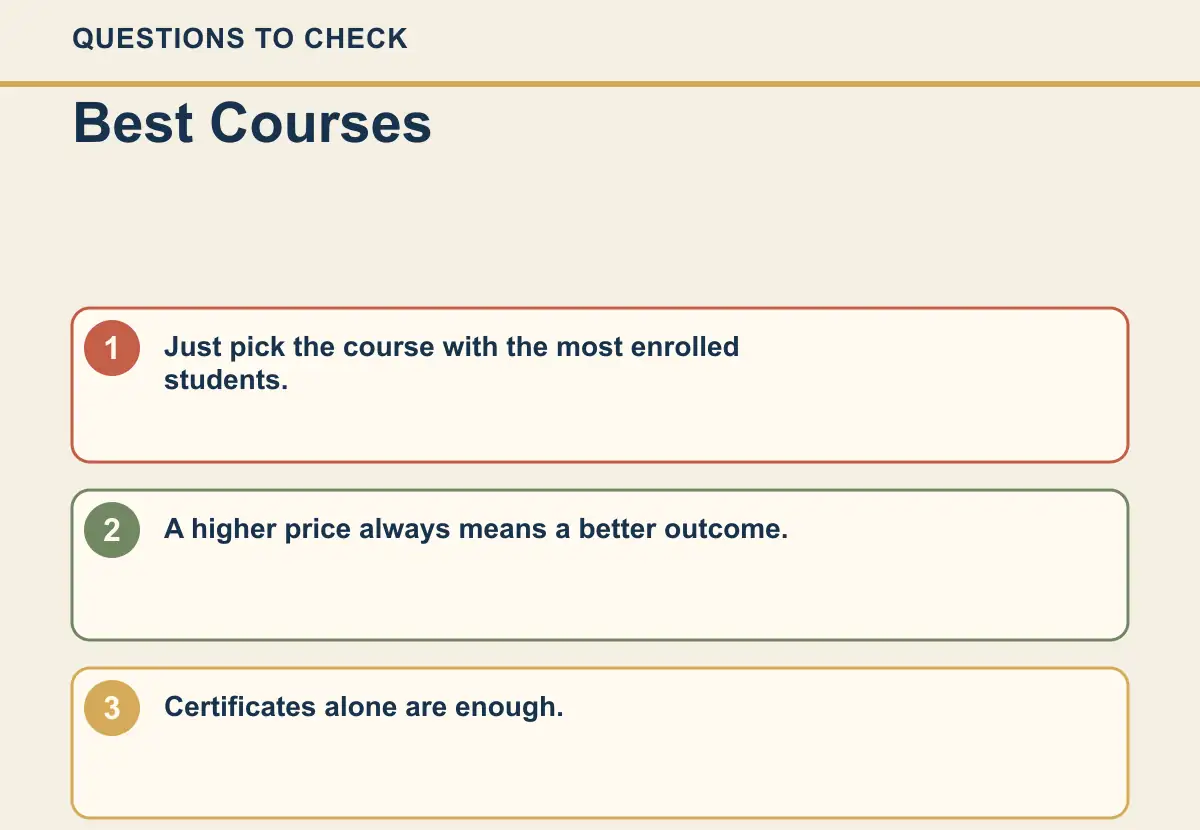 QUESTIONS TO CHECK
Best Courses
1
Just pick the course with the most enrolled
students.
2
A higher price always means a better outcome.
3
Certificates alone are enough.